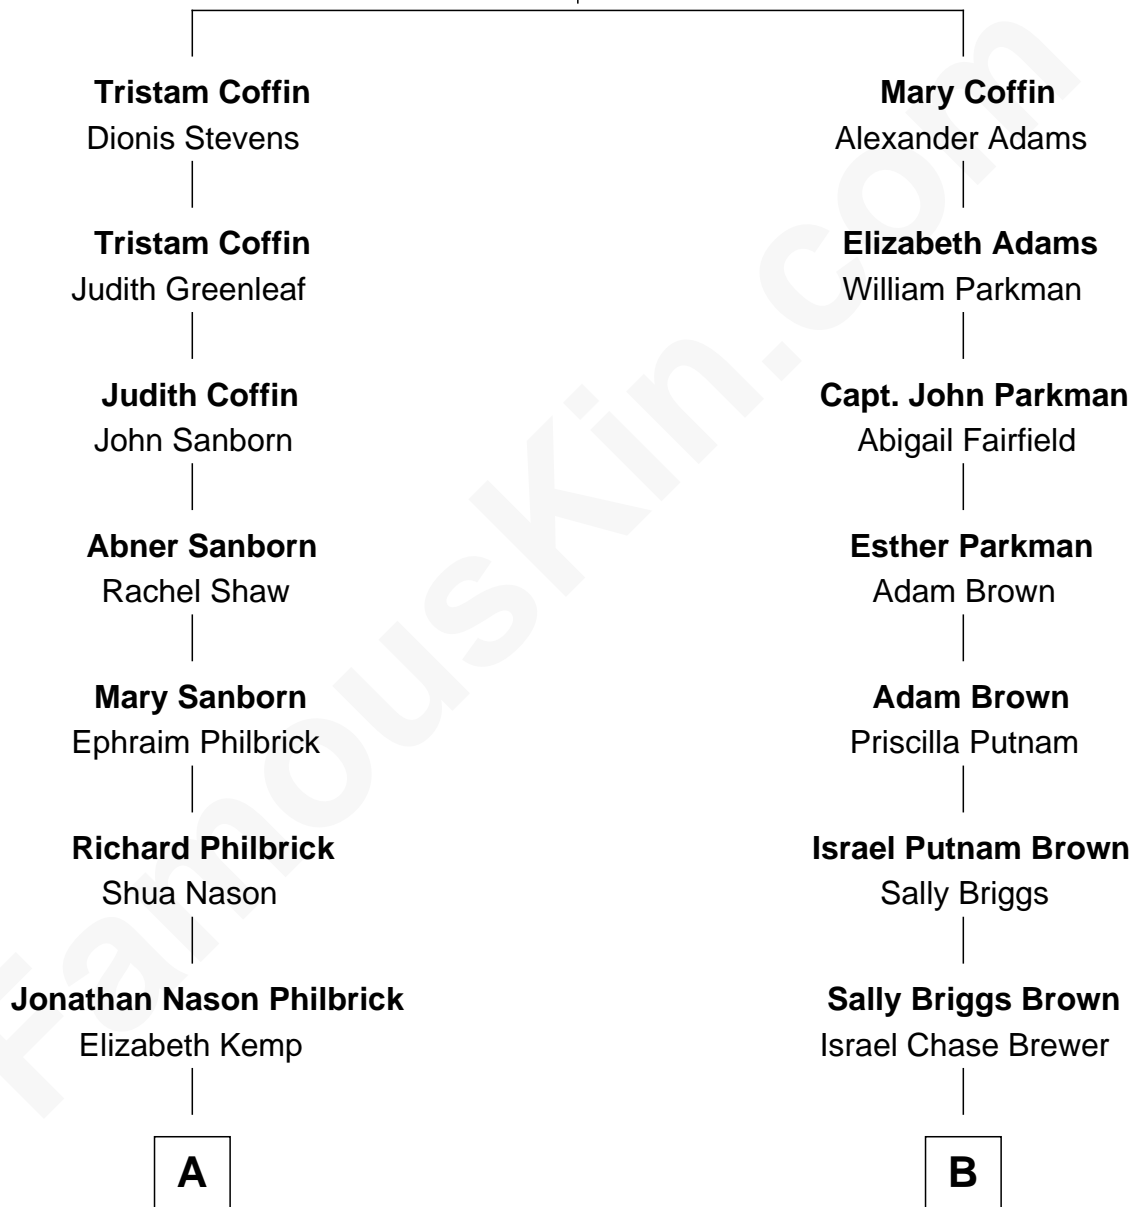 Tristam Coffin
Dionis Stevens
Tristam Coffin
Judith Greenleaf
Judith Coffin
John Sanborn
Abner Sanborn
Rachel Shaw
Mary Sanborn
Ephraim Philbrick
Richard Philbrick
Shua Nason
Jonathan Nason Philbrick
Elizabeth Kemp
A
Mary Coffin
Alexander Adams
Elizabeth Adams
William Parkman
Capt. John Parkman
Abigail Fairfield
Esther Parkman
Adam Brown
Adam Brown
Priscilla Putnam
Israel Putnam Brown
Sally Briggs
Sally Briggs Brown
Israel Chase Brewer
B
FamousKin.com